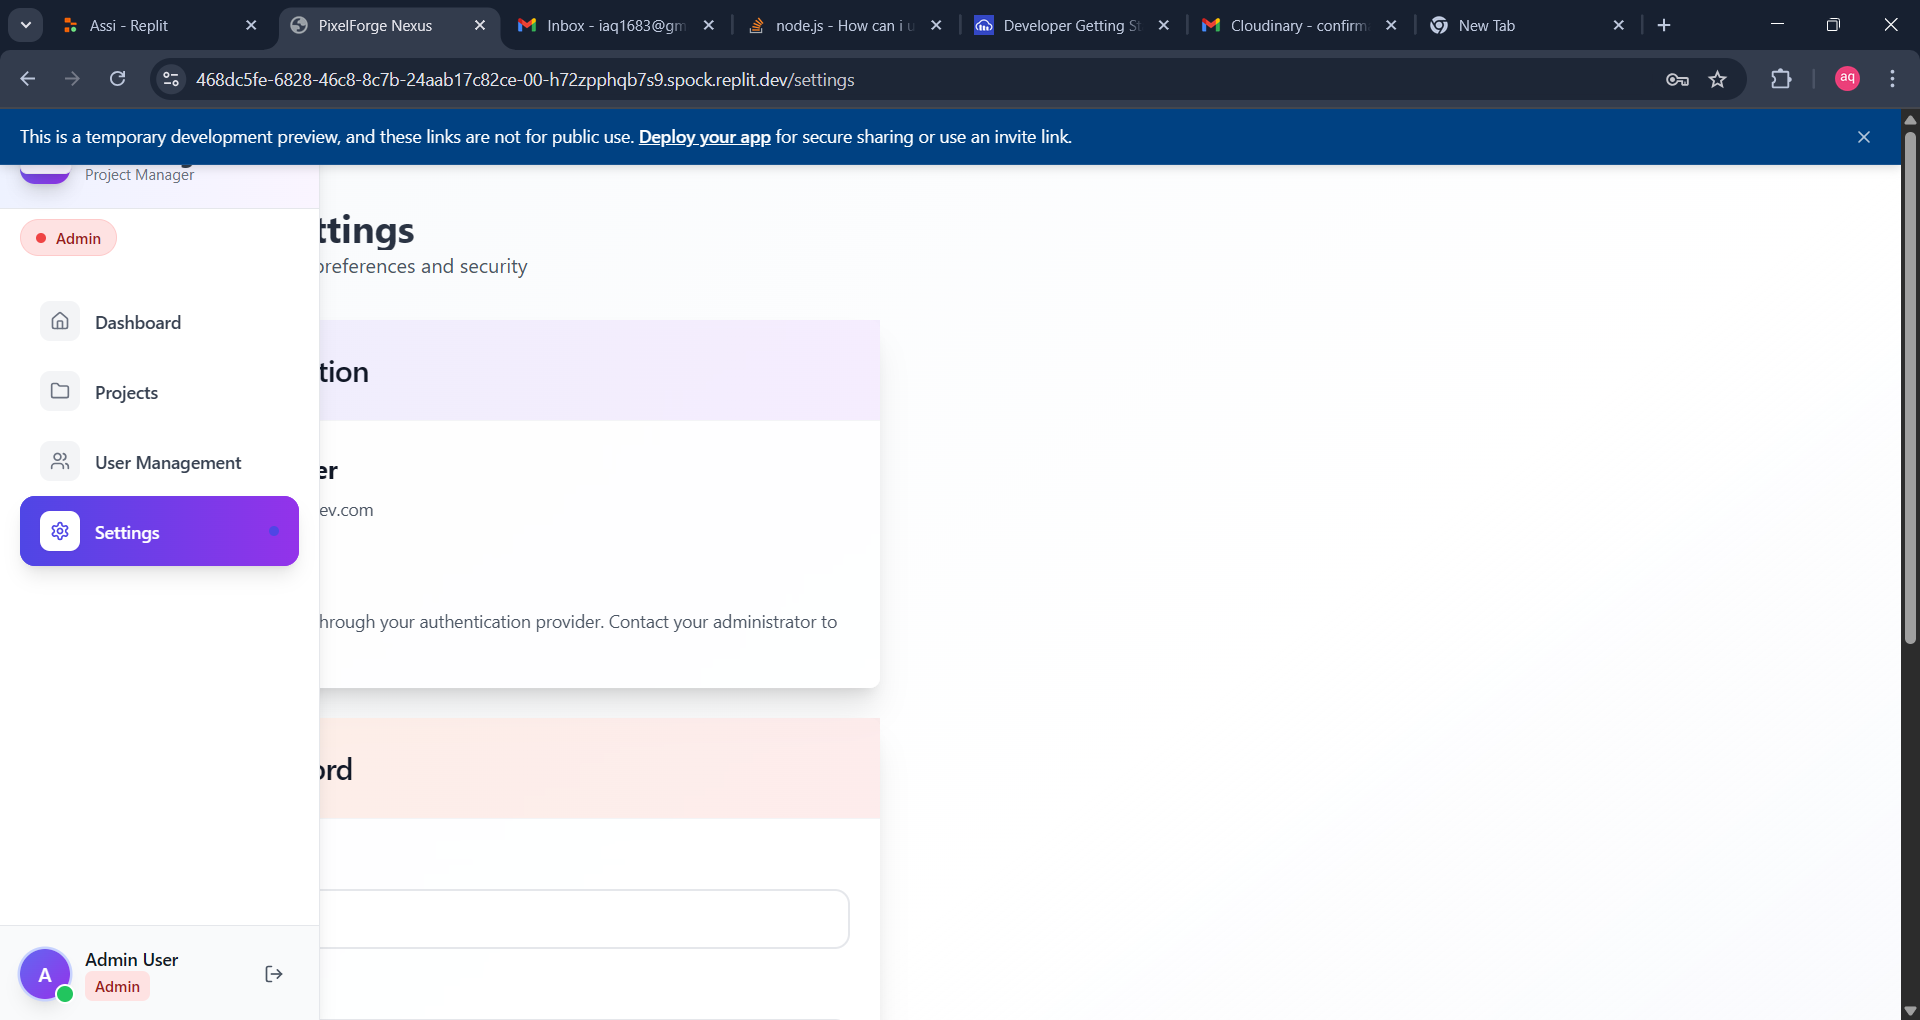 Assi - Replit
PixelForge Nexus
Inbox - iaq1683@gm
node.js - How can i u
Developer Getting St
Cloudinary - confirm
New Tab
468dc5fe-6828-46c8-8c7b-24aab17c82ce-00-h72zpphqb7s9.spock.replit.dev/settings
aq
This is a temporary development preview, and these links are not for public use. Deploy your app for secure sharing or use an invite link.
Project Manager
Admin
Dashboard
Projects
User Management
Settings
ttings
preferences and security
tion
er
ev.com
hrough your authentication provider. Contact your administrator to
ord
A
Admin User
Admin